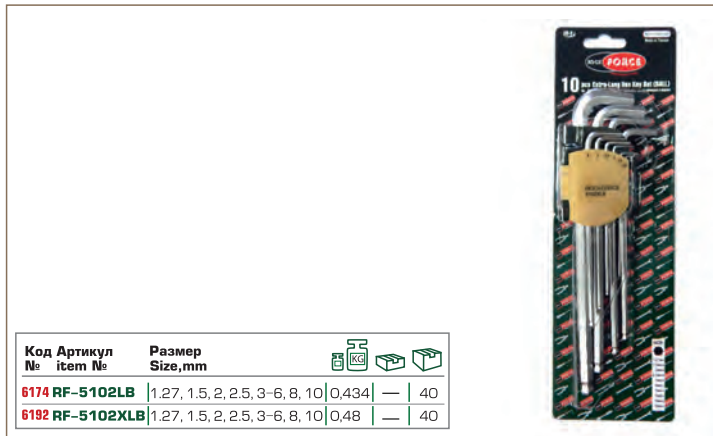 ROCK FORCE
10 pcs Extra-Long Hex Key Set (BALL)
Код Артикул Размер
№ item № Size,mm
KG
6174 RF-5102LB 1.27, 1.5, 2, 2.5, 3-6, 8, 10 0,434 — 40
6192 RF-5102XLB 1.27, 1.5, 2, 2.5, 3-6, 8, 10 0,48 — 40